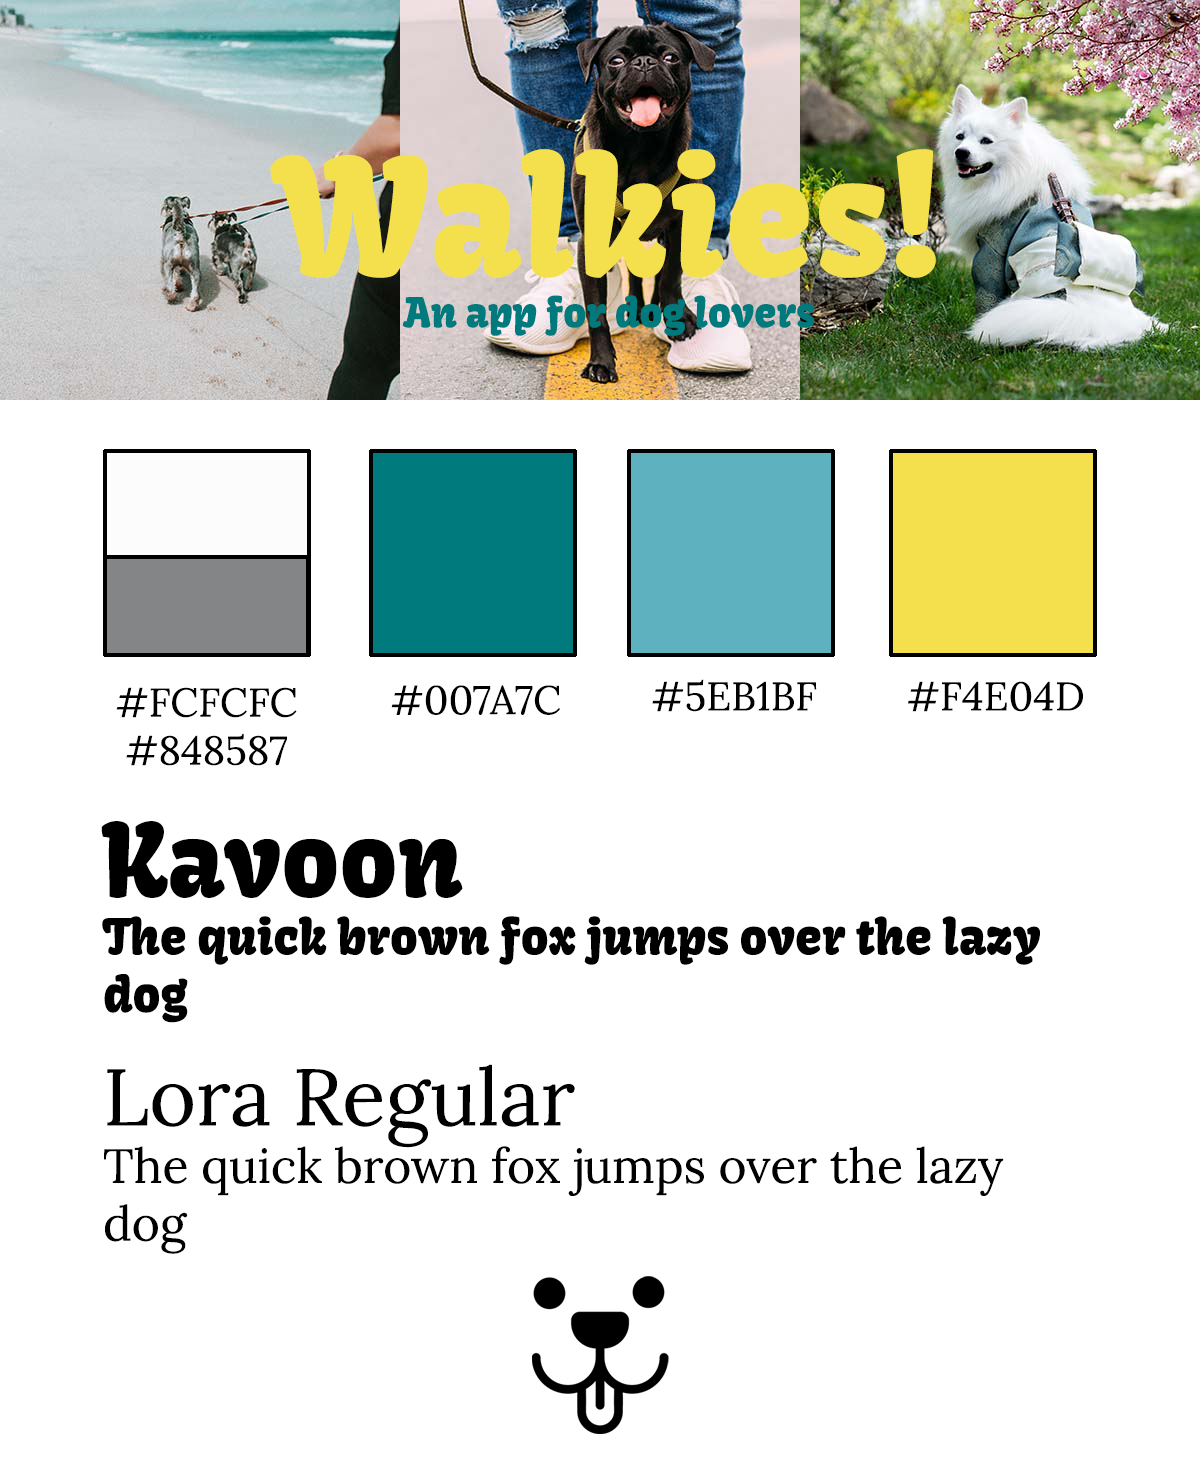 Walkies!
An app for dog lovers
#FCFCFC
#848587
#007A7C
#5EB1BF
#F4E04D
Kavoon
The quick brown fox jumps over the lazy
dog
Lora Regular
The quick brown fox jumps over the lazy
dog